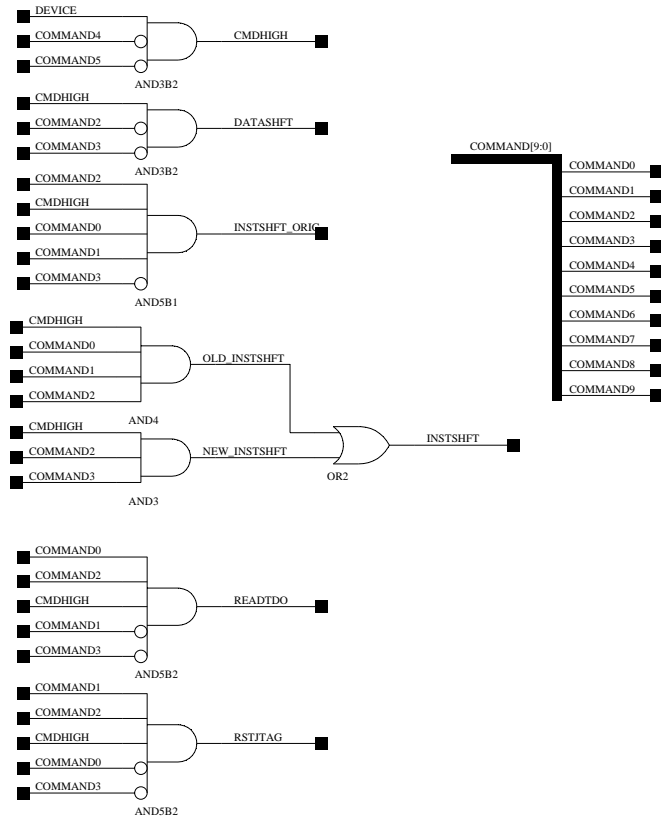 DEVICE
COMMAND4
CMDHIGH
COMMAND5
AND3B2
CMDHIGH
COMMAND2
DATASHFT
COMMAND3
AND3B2
COMMAND2
CMDHIGH
COMMAND0
INSTSHFT_ORIG
COMMAND1
COMMAND3
AND5B1
CMDHIGH
COMMAND0
COMMAND1
OLD_INSTSHFT
COMMAND2
AND4
CMDHIGH
COMMAND2
NEW_INSTSHFT
COMMAND3
AND3
INSTSHFT
OR2
COMMAND0
COMMAND2
CMDHIGH
READTDO
COMMAND1
COMMAND3
AND5B2
COMMAND1
COMMAND2
CMDHIGH
RSTJTAG
COMMAND0
COMMAND3
AND5B2
COMMAND[9:0]
COMMAND0
COMMAND1
COMMAND2
COMMAND3
COMMAND4
COMMAND5
COMMAND6
COMMAND7
COMMAND8
COMMAND9